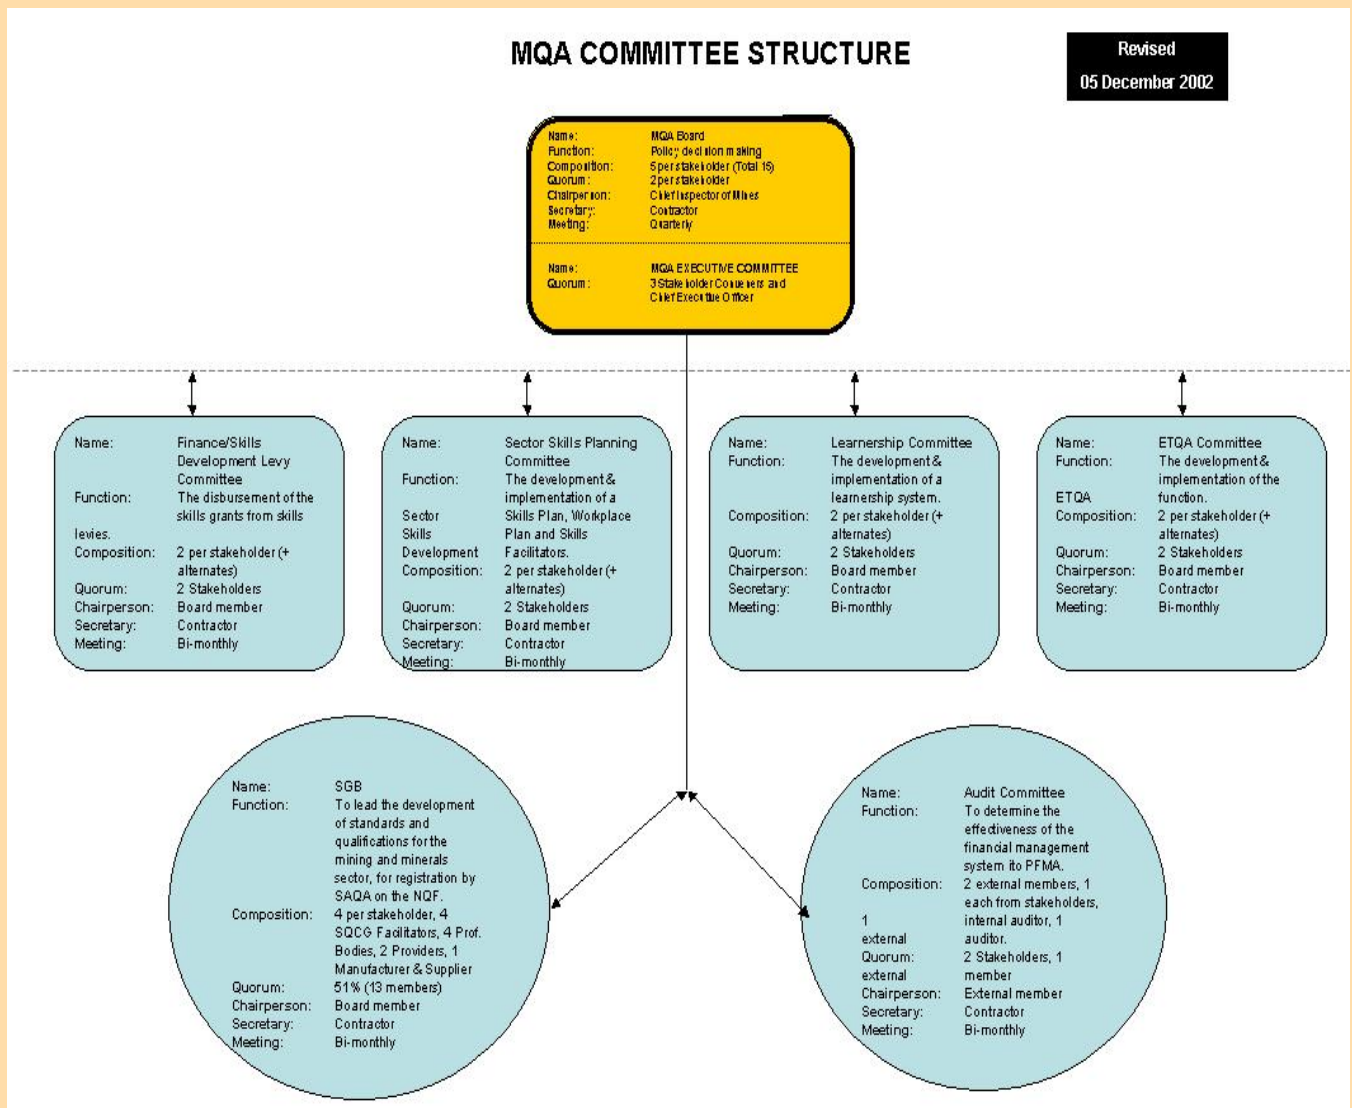 MQA COMMITTEE STRUCTURE
Revised
05 December 2002
Name: MQA Board
Function: Policy decision making
Composition: 5 per stakeholder (Total 15)
Quorum: 2 per stakeholder
Chairperson: Chief Inspector of Mines
Secretary: Contractor
Meeting: Quarterly
Name: MQA EXECUTIVE COMMITTEE
Quorum: 3 Stakeholder Conveners and
Chief Executive Officer
Name: Finance/Skills
Development Levy
Committee
Function: The disbursement of the
skills grants from skills
levies.
Composition: 2 per stakeholder (+
alternates)
Quorum: 2 Stakeholders
Chairperson: Board member
Secretary: Contractor
Meeting: Bi-monthly
Name: Sector Skills Planning
Committee
Function: The development &
implementation of a
Sector Skills Plan, Workplace
Skills Plan and Skills
Development Facilitators.
Composition: 2 per stakeholder (+
alternates)
Quorum: 2 Stakeholders
Chairperson: Board member
Secretary: Contractor
Meeting: Bi-monthly
Name: Learnership Committee
Function: The development &
implementation of a
learnership system.
Composition: 2 per stakeholder (+
alternates)
Quorum: 2 Stakeholders
Chairperson: Board member
Secretary: Contractor
Meeting: Bi-monthly
Name: ETQA Committee
Function: The development &
implementation of the
ETQA function.
Composition: 2 per stakeholder (+
alternates)
Quorum: 2 Stakeholders
Chairperson: Board member
Secretary: Contractor
Meeting: Bi-monthly
Name: SGB
Function: To lead the development
of standards and
qualifications for the
mining and minerals
sector, for registration by
SAQA on the NQF.
Composition: 4 per stakeholder, 4
SQCG Facilitators, 4 Prof.
Bodies, 2 Providers, 1
Manufacturer & Supplier
Quorum: 51% (13 members)
Chairperson: Board member
Secretary: Contractor
Meeting: Bi-monthly
Name: Audit Committee
Function: To determine the
effectiveness of the
financial management
system ito PFMA.
Composition: 2 external members, 1
each from stakeholders,
1 internal auditor, 1
external auditor.
Quorum: 2 Stakeholders, 1
external member
Chairperson: External member
Secretary: Contractor
Meeting: Bi-monthly